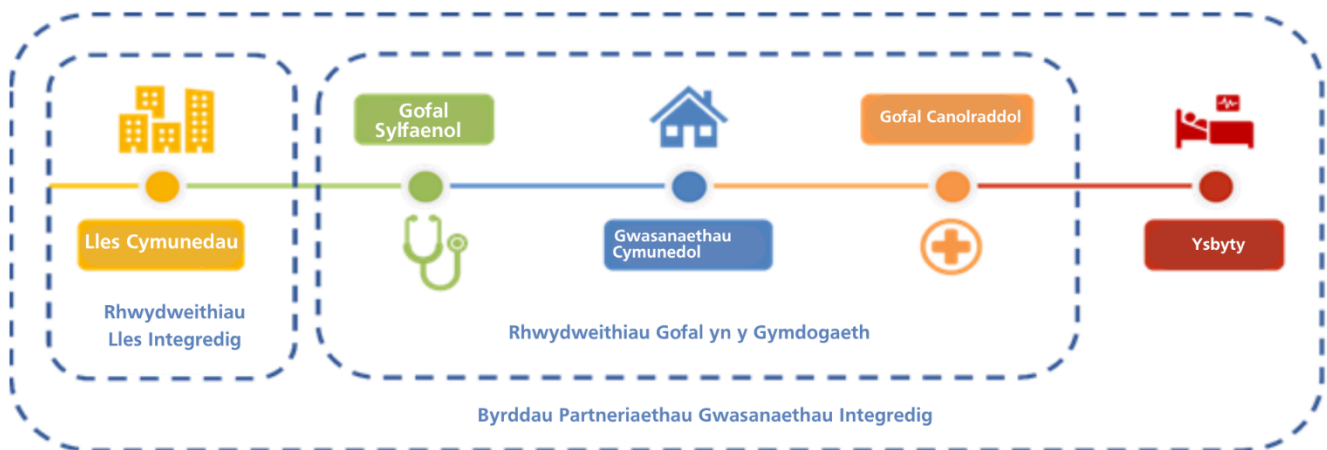 Gofal
Sylfaenol
Gofal Canolraddol
Lles Cymunedau
Gwasanaethau
Cymunedol
Ysbyty
Rhwydweithiau
Lles Integredig
Rhwydweithiau Gofal yn y Gymdogaeth
Byrddau Partneriaethau Gwasanaethau Integredig